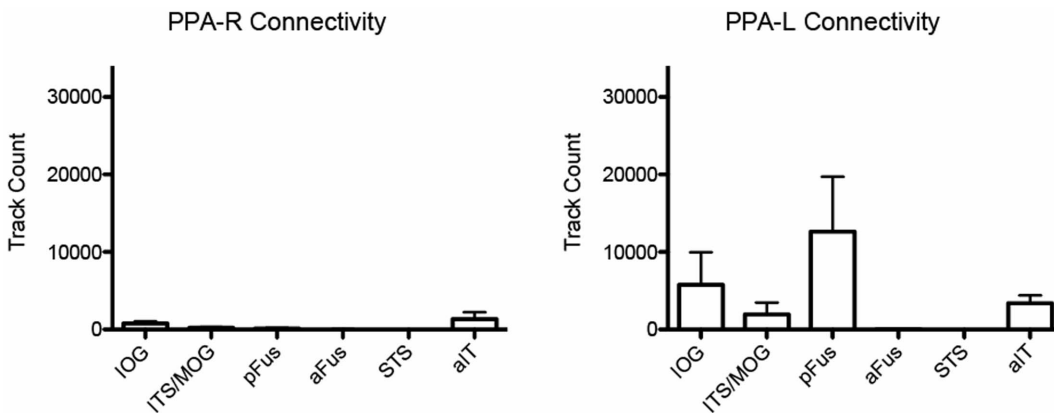 PPA-R Connectivity
Track Count
30000
20000
10000
0
IOG
ITS/MOG
pFus
aFus
STS
aIT
PPA-L Connectivity
Track Count
30000
20000
10000
0
IOG
ITS/MOG
pFus
aFus
STS
aIT